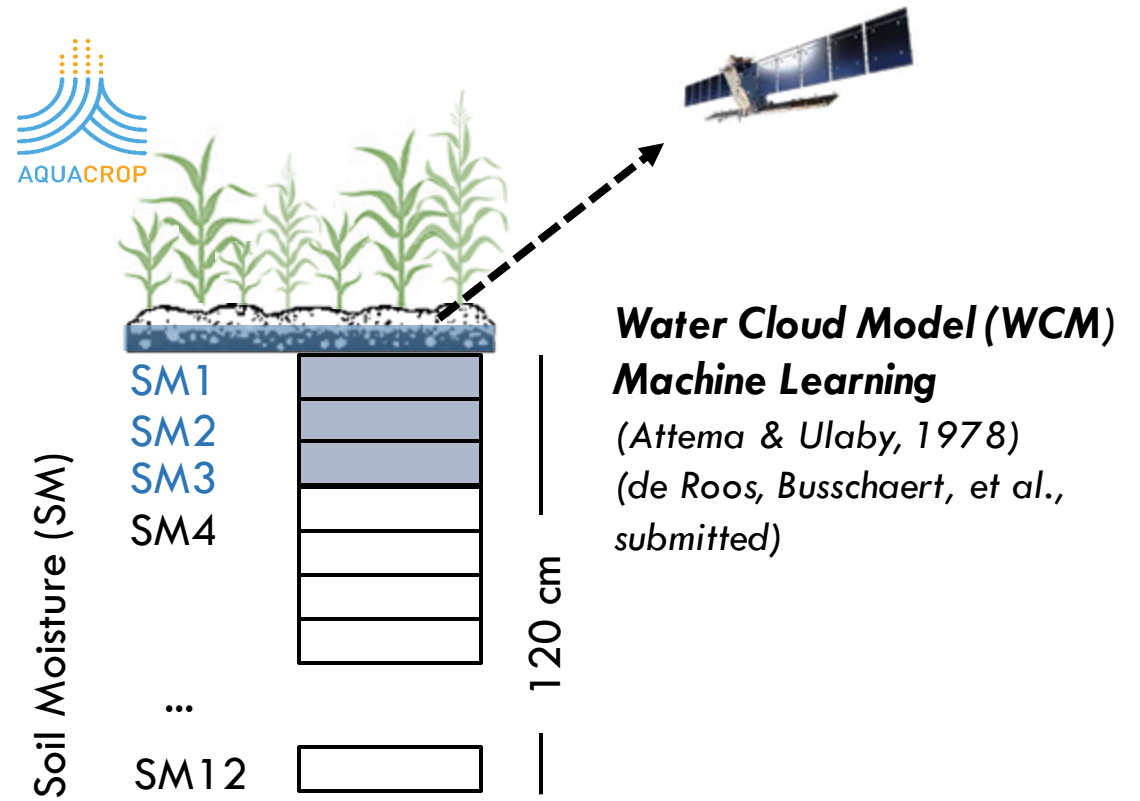 AQUACROP
Water Cloud Model (WCM)
Machine Learning
(Attema & Ulaby, 1978)
(de Roos, Busschaert, et al.,
submitted)
Soil Moisture (SM)
SM1
SM2
SM3
SM4
...
SM12
120 cm